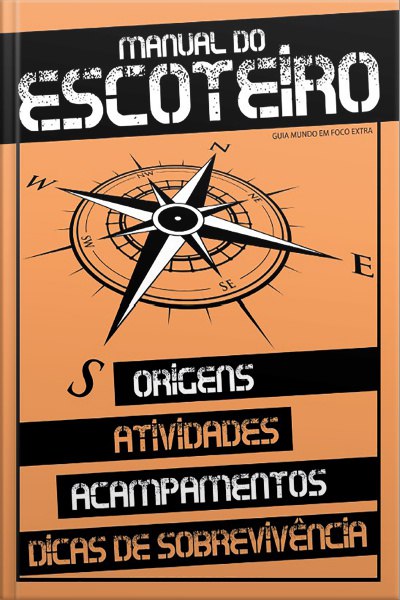 MANUAL DO
ESCOTEIRO
GUIA MUNDO EM FOCO EXTRA
N
NW
NE
W
E
SW
SE
S
ORIGENS
ATIVIDADES
ACAMPAMENTOS
DICAS DE SOBREVIVÊNCIA